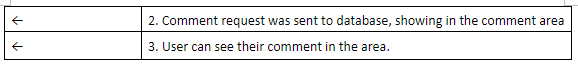 ← 2. Comment request was sent to database, showing in the comment area
← 3. User can see their comment in the area.